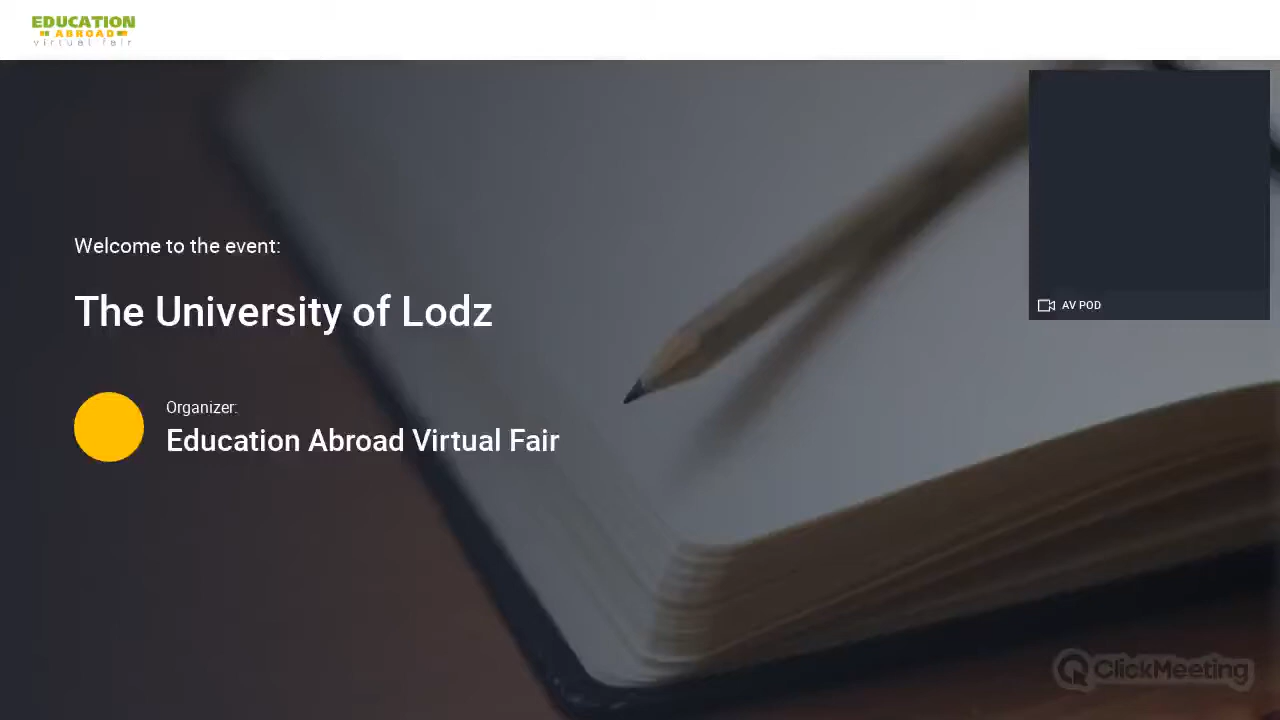 EDUCATION
ABROAD
virtual fair
AV POD
Welcome to the event:
The University of Lodz
Organizer:
Education Abroad Virtual Fair
ClickMeeting